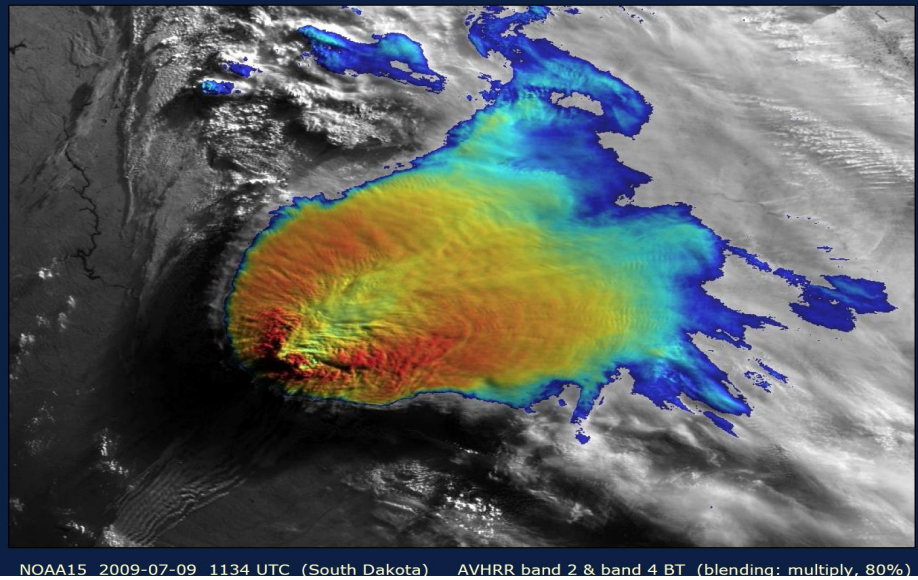 NOAA15 2009-07-09 1134 UTC (South Dakota) AVHRR band 2 & band 4 BT (blending: multiply, 80%)